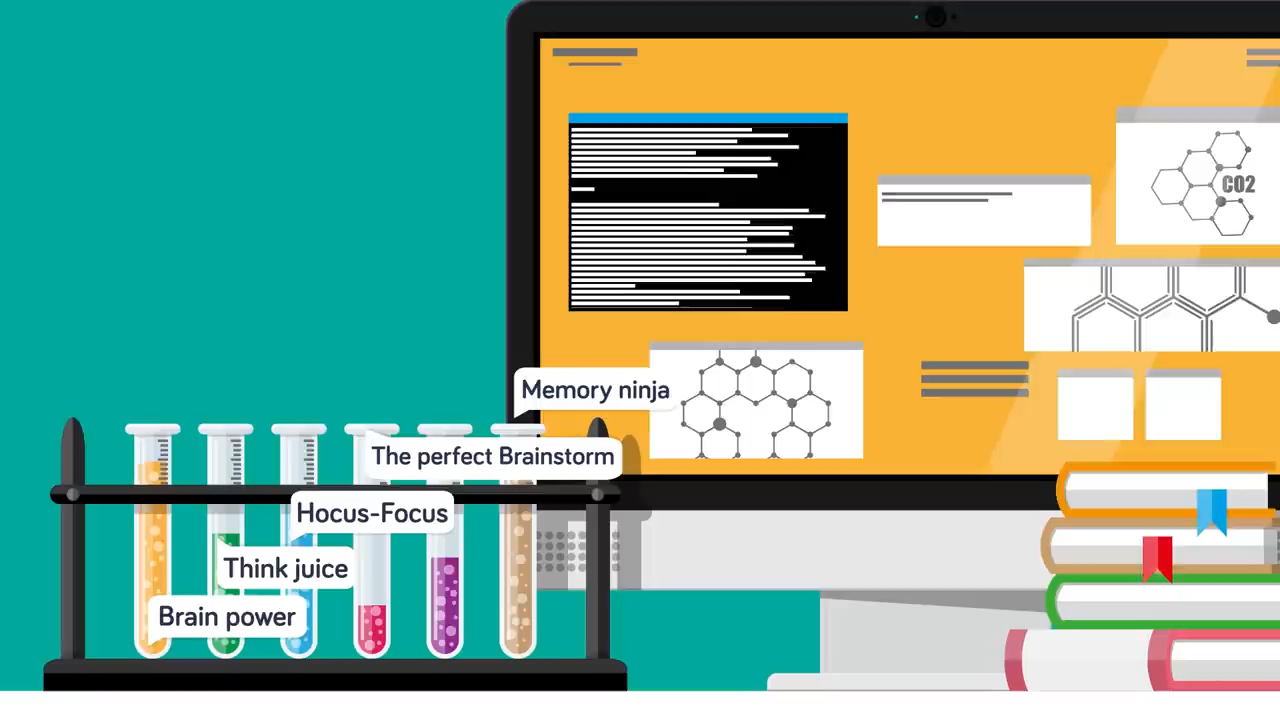 CO2
Memory ninja
The perfect Brainstorm
Hocus-Focus
Think juice
Brain power